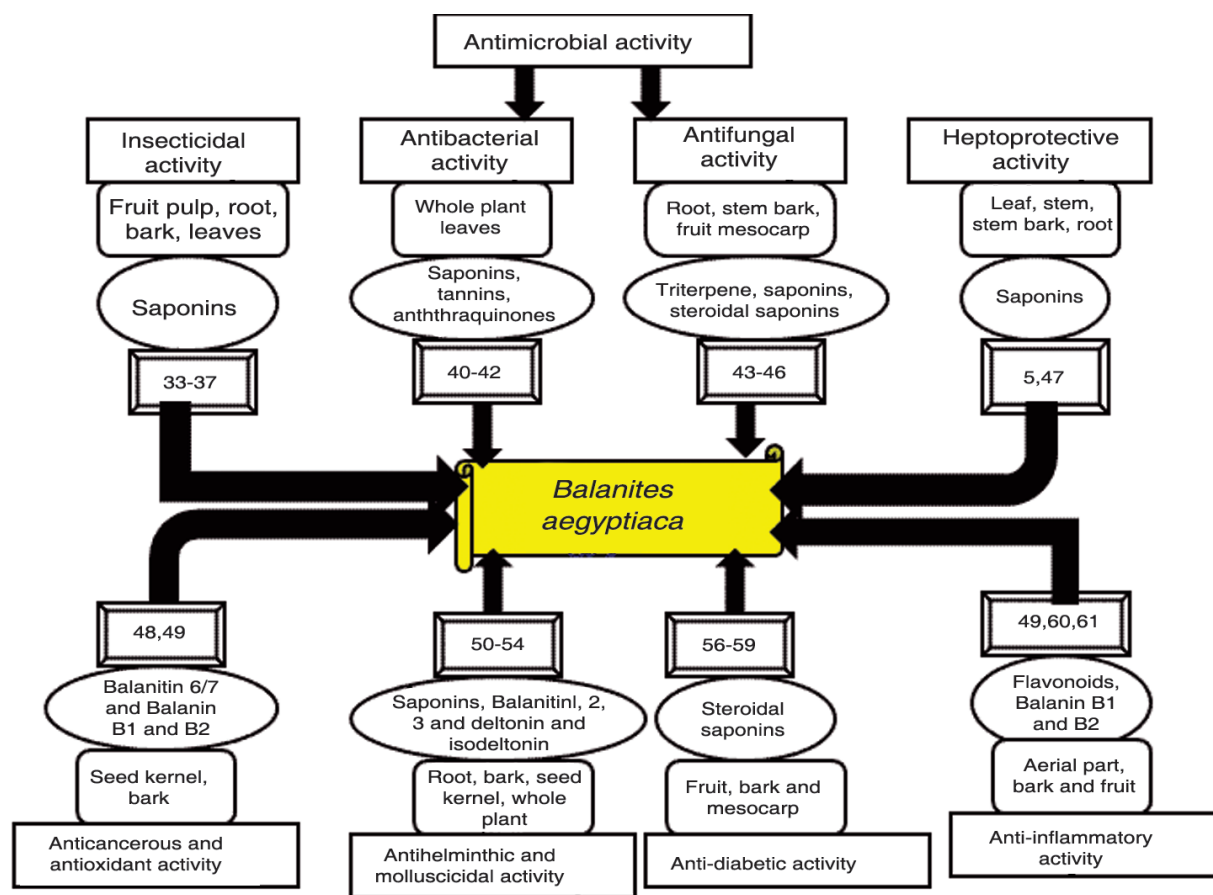 Antimicrobial activity
Insecticidal
activity
Fruit pulp, root,
bark, leaves
Saponins
33-37
Antibacterial
activity
Whole plant
leaves
Saponins,
tannins,
anththraquinones
40-42
Antifungal
activity
Root, stem bark,
fruit mesocarp
Triterpene, saponins,
steroidal saponins
43-46
Heptoprotective
activity
Leaf, stem,
stem bark, root
Saponins
5,47
Balanites
aegyptiaca
48,49
Balanitin 6/7
and Balanin
B1 and B2
Seed kernel,
bark
Anticancerous and
antioxidant activity
50-54
Saponins, Balanitinl, 2,
3 and deltonin and
isodeltonin
Root, bark, seed
kernel, whole
plant
Antihelminthic and
molluscicidal activity
56-59
Steroidal
saponins
Fruit, bark and
mesocarp
Anti-diabetic activity
49,60,61
Flavonoids,
Balanin B1
and B2
Aerial part,
bark and fruit
Anti-inflammatory
activity